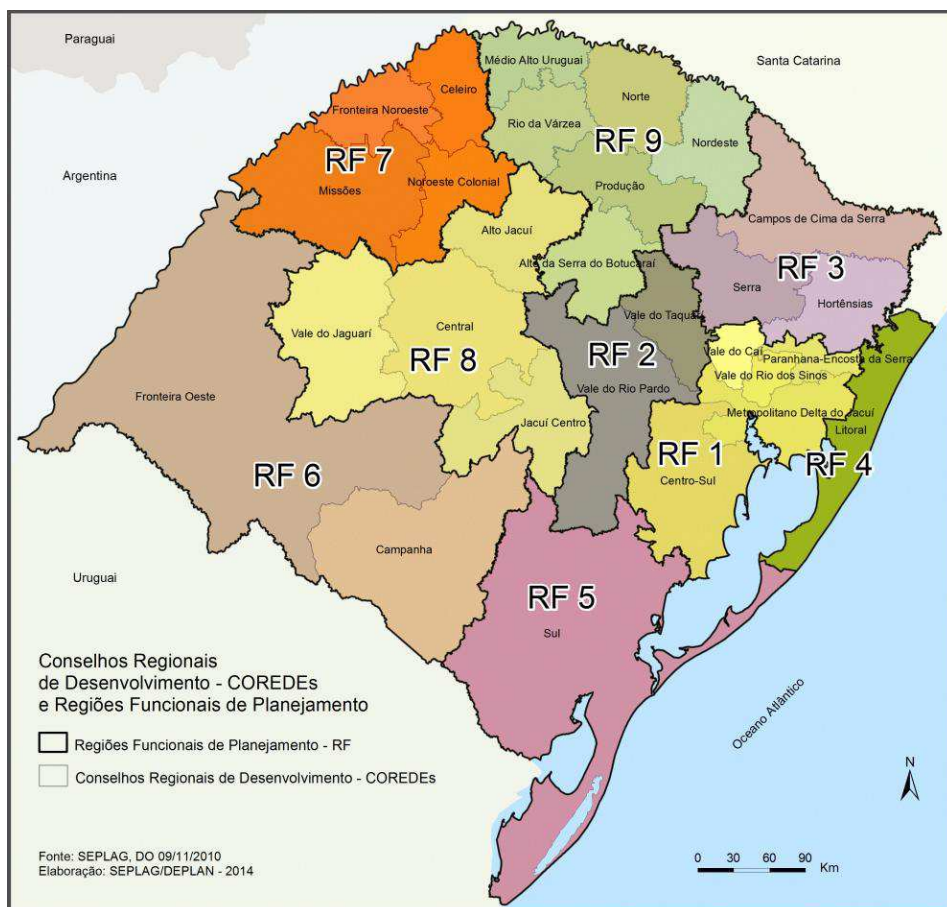 Paraguai
Santa Catarina
Argentina
Uruguai
Oceano Atlântico
Médio Alto Uruguai
Celeiro
Norte
Fronteira Noroeste
Rio da Várzea
RF 9
Nordeste
RF 7
Missões
Noroeste Colonial
Produção
Campos de Cima da Serra
Alto Jacuí
Alto da Serra do Botucaraí
RF 3
Serra
Hortênsias
Vale do Jaguarí
Central
Vale do Taquarí
RF 8
RF 2
Vale do Caí
Paranhana-Encosta da Serra
Vale do Rio dos Sinos
Fronteira Oeste
Vale do Rio Pardo
Metropolitano Delta do Jacuí
Jacuí Centro
Litoral
RF 6
RF 1
RF 4
Centro-Sul
Campanha
RF 5
Sul
Conselhos Regionais
de Desenvolvimento - COREDEs
e Regiões Funcionais de Planejamento
Regiões Funcionais de Planejamento - RF
Conselhos Regionais de Desenvolvimento - COREDEs
Fonte: SEPLAG, DO 09/11/2010
Elaboração: SEPLAG/DEPLAN - 2014
N
0 30 60 90
Km